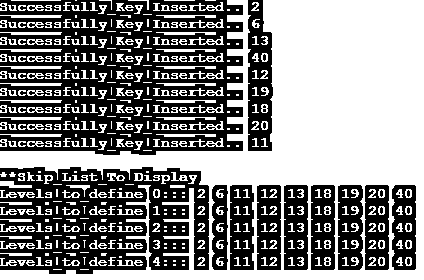 Successfully Key Inserted.. 2
Successfully Key Inserted.. 6
Successfully Key Inserted.. 13
Successfully Key Inserted.. 40
Successfully Key Inserted.. 12
Successfully Key Inserted.. 19
Successfully Key Inserted.. 18
Successfully Key Inserted.. 20
Successfully Key Inserted.. 11
**Skip List To Display
Levels to define 0::: 2 6 11 12 13 18 19 20 40
Levels to define 1::: 2 6 11 12 13 18 19 20 40
Levels to define 2::: 2 6 11 12 13 18 19 20 40
Levels to define 3::: 2 6 11 12 13 18 19 20 40
Levels to define 4::: 2 6 11 12 13 18 19 20 40